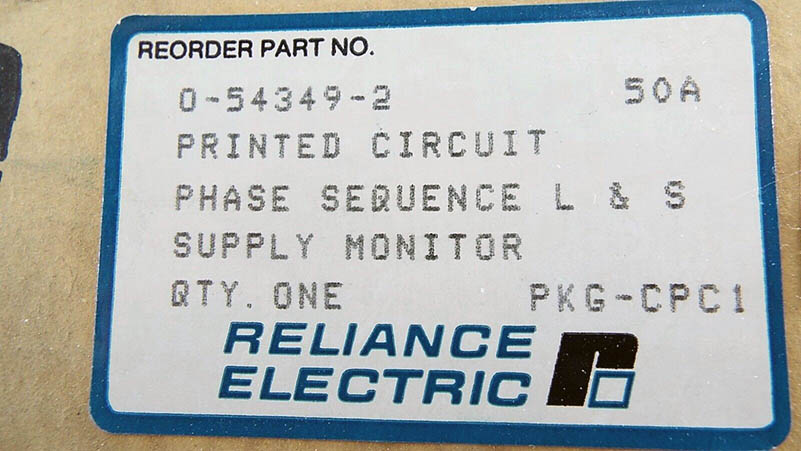 REORDER PART NO.
0-54349-2 50A
PRINTED CIRCUIT
PHASE SEQUENCE L & S
SUPPLY MONITOR
QTY. ONE PKG-CPC1
RELIANCE
ELECTRIC